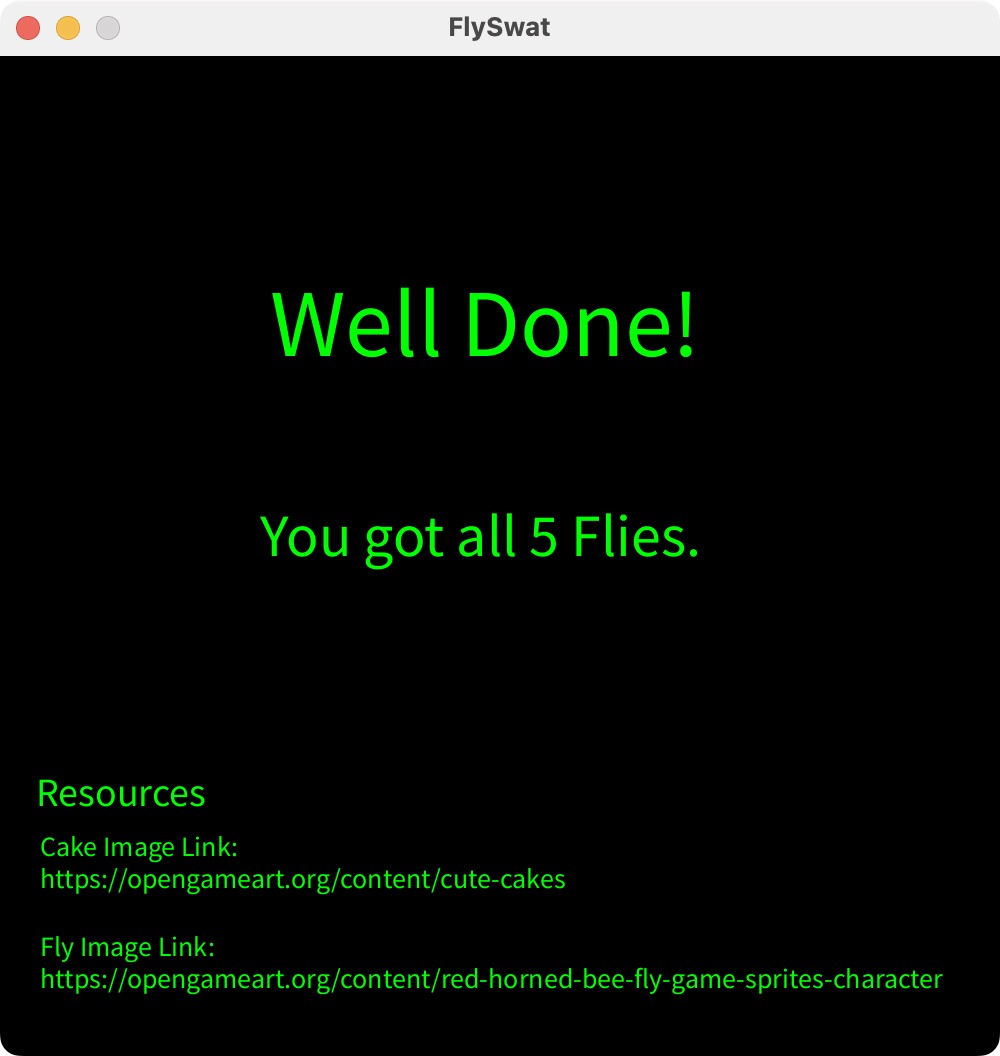 FlySwat
Well Done!
You got all 5 Flies.
Resources
Cake Image Link:
https://opengameart.org/content/cute-cakes
Fly Image Link:
https://opengameart.org/content/red-horned-bee-fly-game-sprites-character